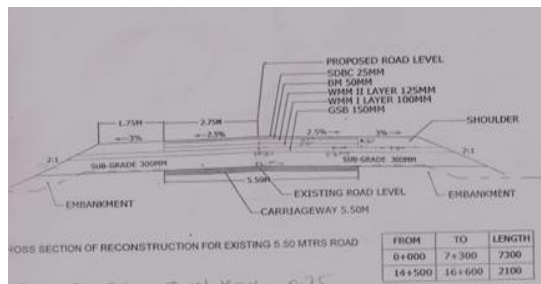 PROPOSED ROAD LEVEL
SDBC 25MM
BM 50MM
WMM II LAYER 125MM
WMM I LAYER 100MM
GSB 150MM
1.75M
2.75M
SHOULDER
3%
2.5%
2.5%
3%
2:1
SUB-GRADE 300MM
SUB-GRADE 300MM
2:1
5.50M
EXISTING ROAD LEVEL
EMBANKMENT
EMBANKMENT
CARRIAGEWAY 5.50M
ROSS SECTION OF RECONSTRUCTION FOR EXISTING 5.50 MTRS ROAD
FROM TO LENGTH
0+000 7+300 7300
14+500 16+600 2100